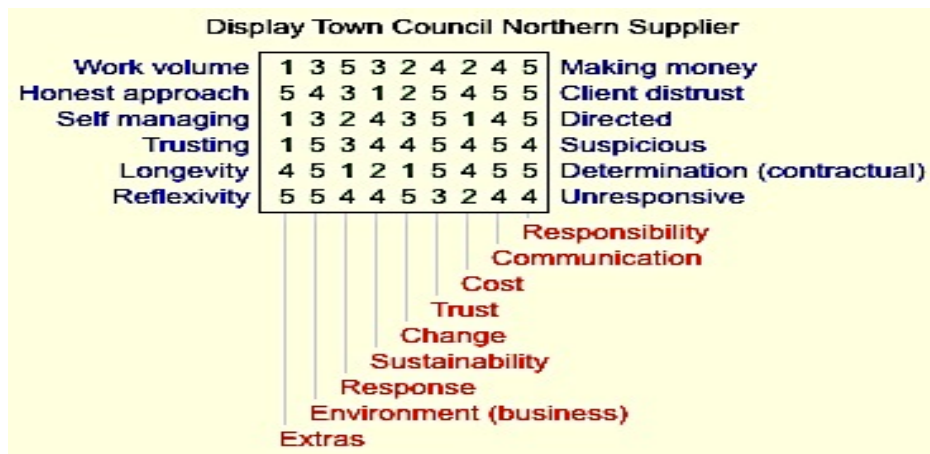 Display Town Council Northern Supplier
Work volume 1 3 5 3 2 4 2 4 5 Making money
Honest approach 5 4 3 1 2 5 4 5 5 Client distrust
Self managing 1 3 2 4 3 5 1 4 5 Directed
Trusting 1 5 3 4 4 5 4 5 4 Suspicious
Longevity 4 5 1 2 1 5 4 5 5 Determination (contractual)
Reflexivity 5 5 4 4 5 3 2 4 4 Unresponsive
Responsibility
Communication
Cost
Trust
Change
Sustainability
Response
Environment (business)
Extras